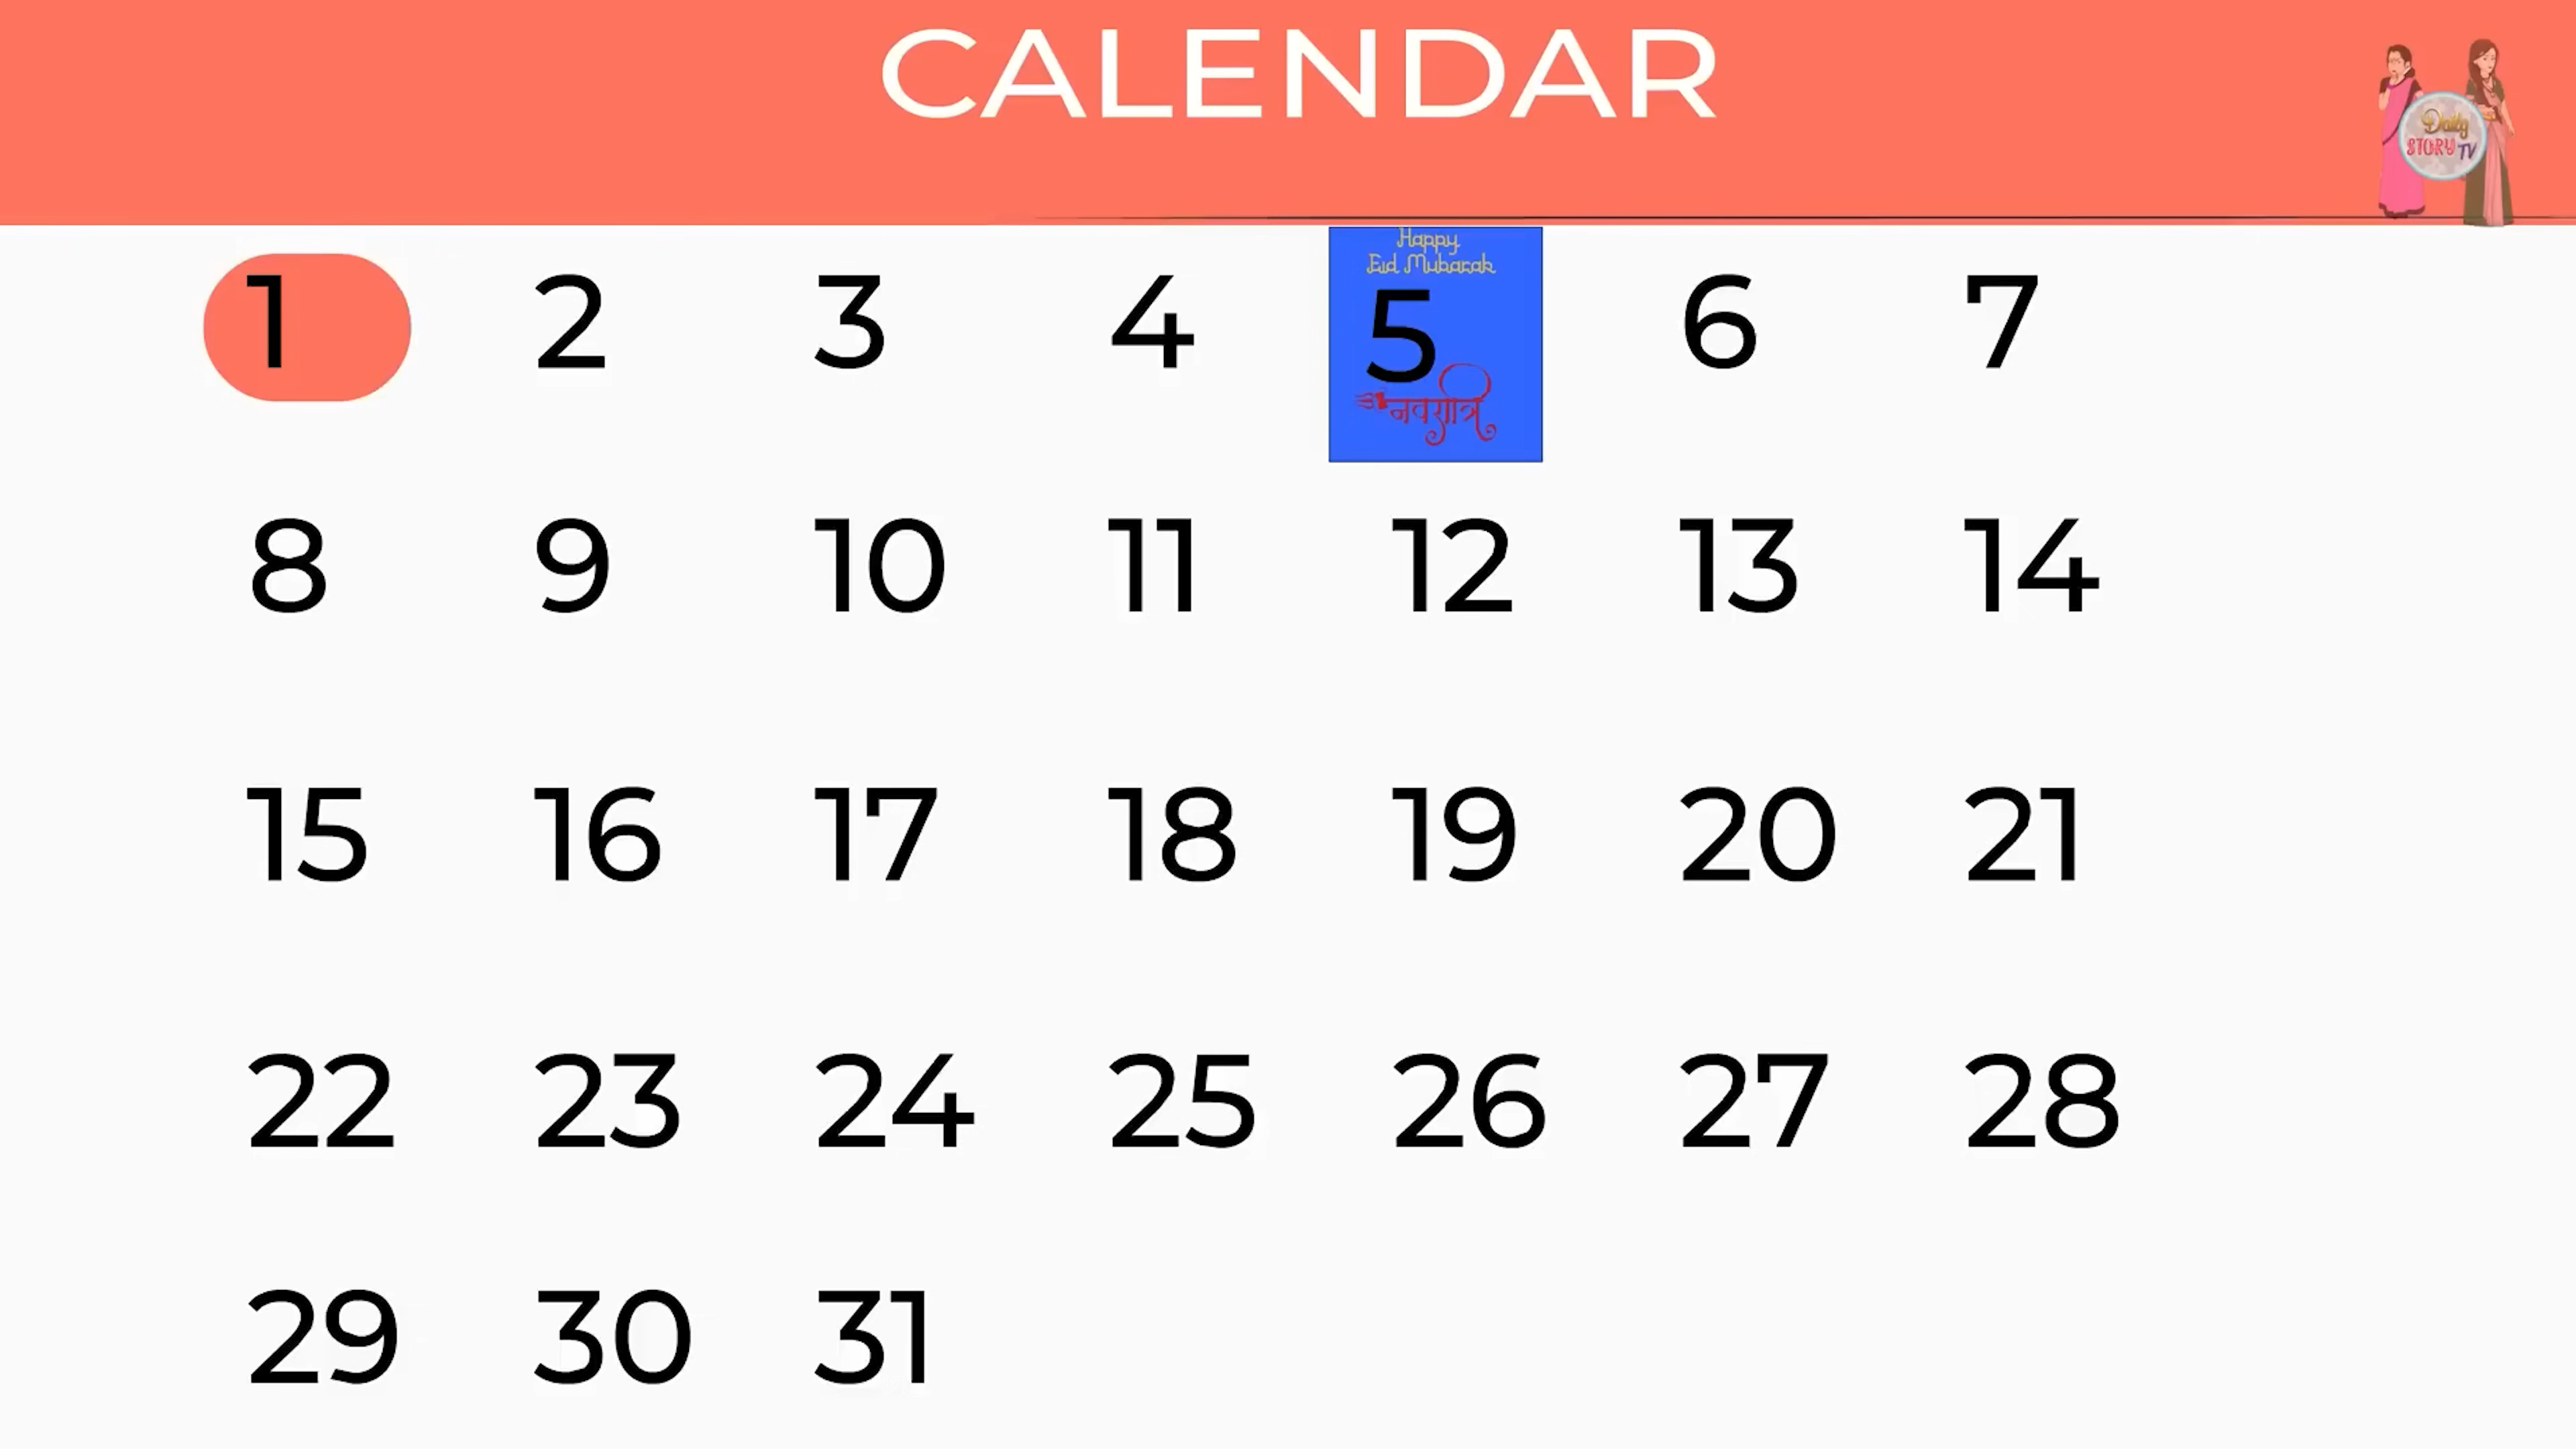 CALENDAR
Daily
STORY TV
Happy
Eid Mubarak
1 2 3 4 5 6 7
नवरात्रि
8 9 10 11 12 13 14
15 16 17 18 19 20 21
22 23 24 25 26 27 28
29 30 31